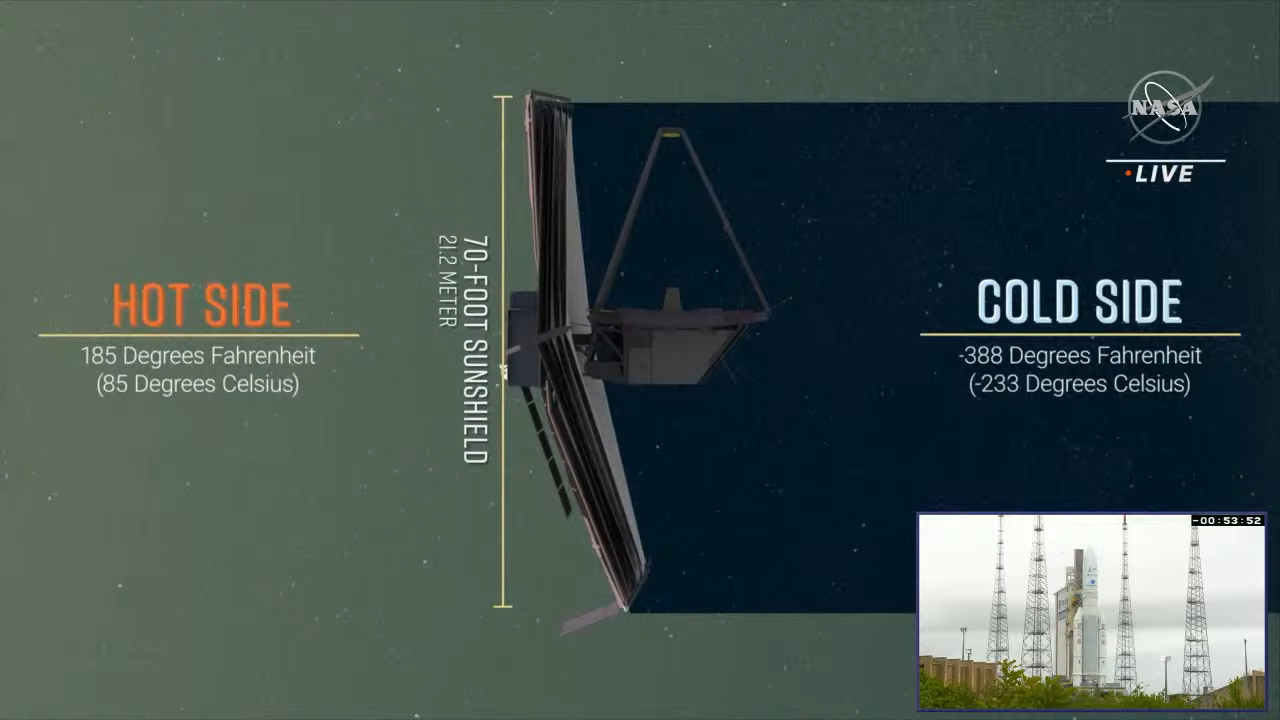 NASA
LIVE
HOT SIDE
185 Degrees Fahrenheit
(85 Degrees Celsius)
70-FOOT SUNSHIELD
21.2 METER
COLD SIDE
-388 Degrees Fahrenheit
(-233 Degrees Celsius)
-00:53:52